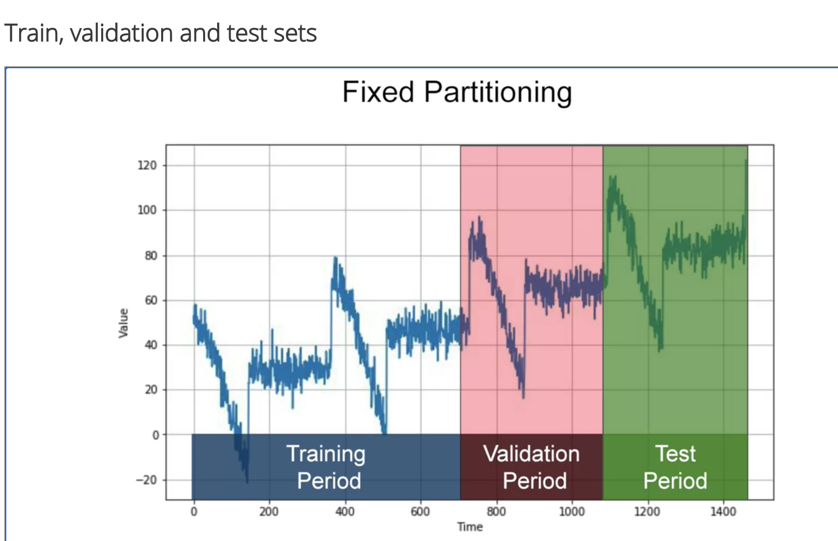 Train, validation and test sets
Fixed Partitioning
120
100
80
60
40
20
0
−20
Value
Training
Period
Validation
Period
Test
Period
0
200
400
600
800
1000
1200
1400
Time